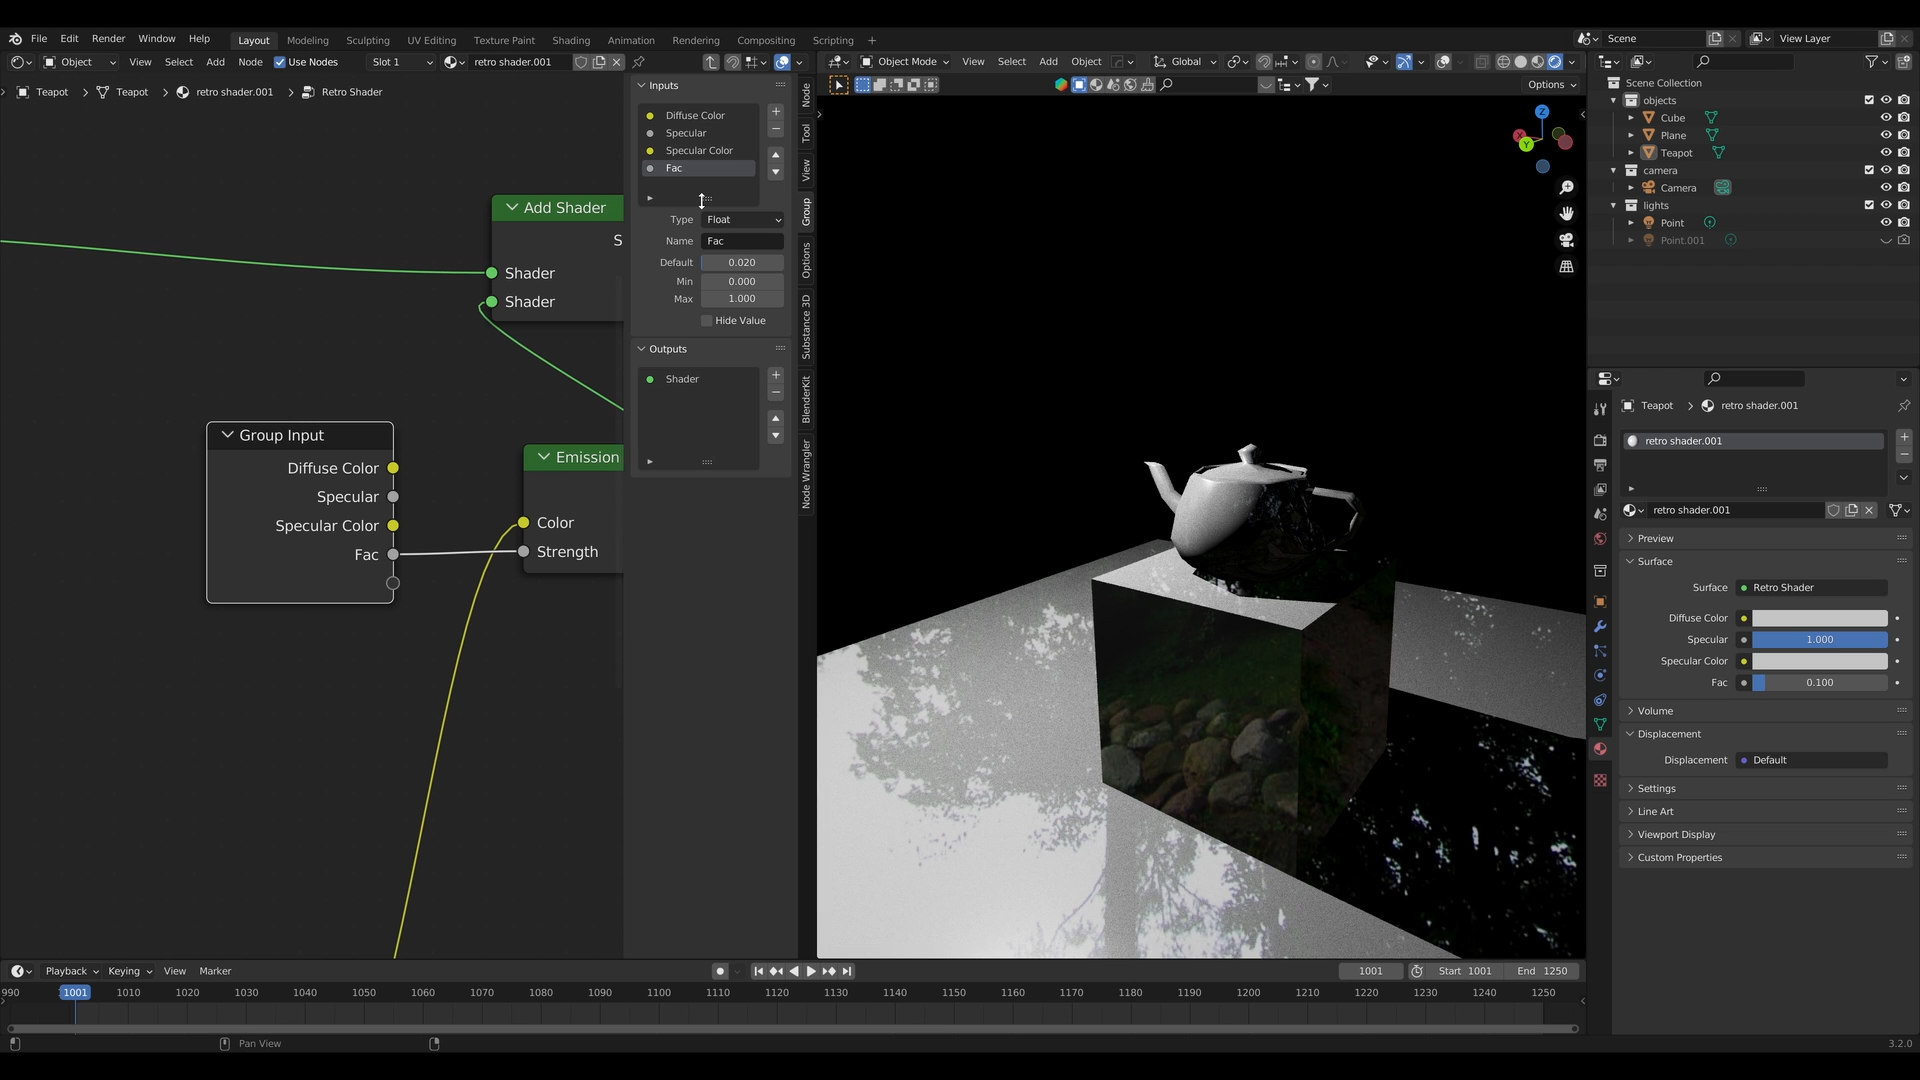 File Edit Render Window Help Layout Modeling Sculpting UV Editing Texture Paint Shading Animation Rendering Compositing Scripting + Scene View Layer
Object View Select Add Node Use Nodes Slot 1 retro shader.001
Object Mode View Select Add Object Global
Teapot Teapot retro shader.001 Retro Shader
Options
Inputs
Diffuse Color
Specular
Specular Color
Fac
Type Float
Name Fac
Default 0.020
Min 0.000
Max 1.000
Hide Value
Outputs
Shader
Node
Tool
View
Group
Options
Substance 3D
BlenderKit
Node Wrangler
Add Shader
S
Shader
Shader
Group Input
Diffuse Color
Specular
Specular Color
Fac
Emission
Color
Strength
Z
Y
X
Scene Collection
objects
Cube
Plane
Teapot
camera
Camera
lights
Point
Point.001
Teapot retro shader.001
retro shader.001
retro shader.001
Preview
Surface
Surface Retro Shader
Diffuse Color
Specular 1.000
Specular Color
Fac 0.100
Volume
Displacement
Displacement Default
Settings
Line Art
Viewport Display
Custom Properties
Playback Keying View Marker 1001 Start 1001 End 1250
990 1001 1010 1020 1030 1040 1050 1060 1070 1080 1090 1100 1110 1120 1130 1140 1150 1160 1170 1180 1190 1200 1210 1220 1230 1240 1250
Pan View 3.2.0